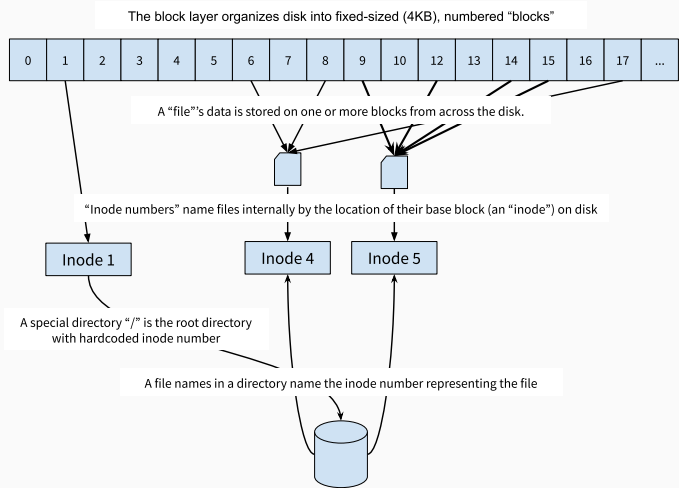 The block layer organizes disk into fixed-sized (4KB), numbered “blocks”
0 1 2 3 4 5 6 7 8 9 10 12 13 14 15 16 17 ...
A “file”’s data is stored on one or more blocks from across the disk.
“Inode numbers” name files internally by the location of their base block (an “inode”) on disk
Inode 1 Inode 4 Inode 5
A special directory “/” is the root directory
with hardcoded inode number
A file names in a directory name the inode number representing the file